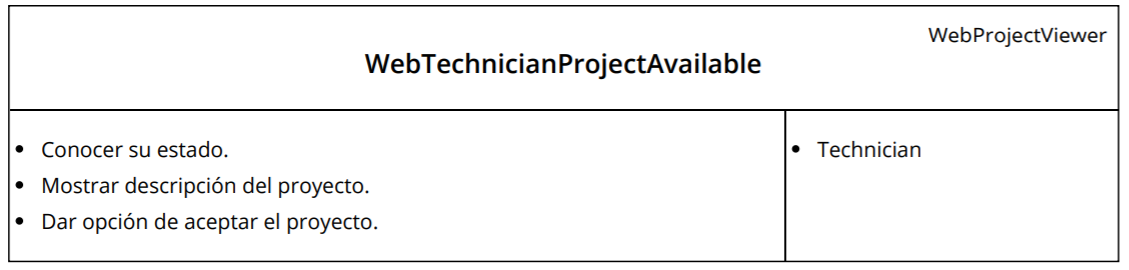 WebProjectViewer
WebTechnicianProjectAvailable
• Conocer su estado.
• Mostrar descripción del proyecto.
• Dar opción de aceptar el proyecto.
• Technician